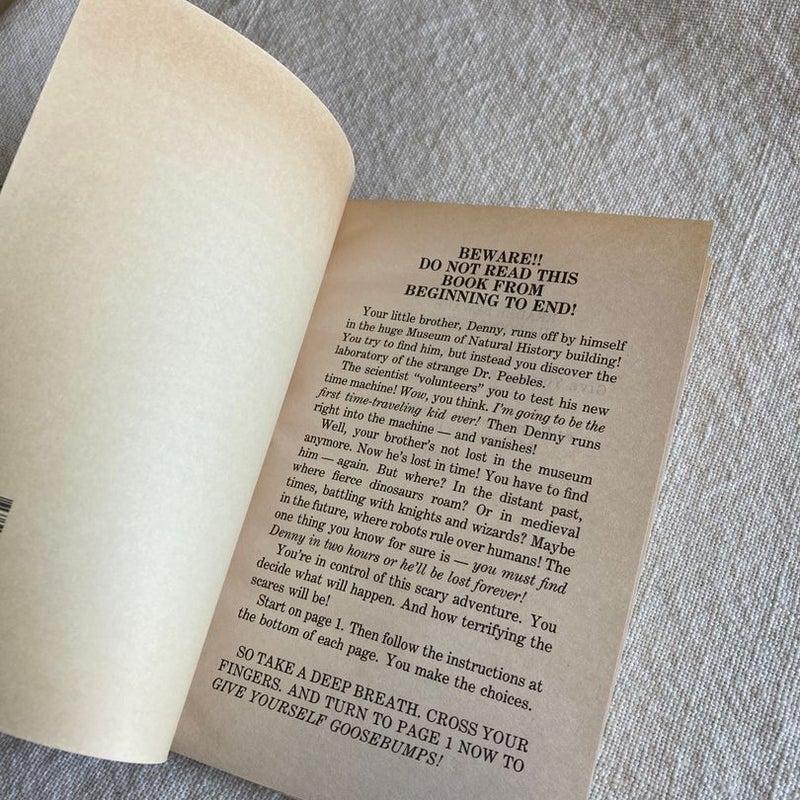 BEWARE!!
DO NOT READ THIS
BOOK FROM
BEGINNING TO END!
Your little brother, Denny, runs off by himself
in the huge Museum of Natural History building!
You try to find him, but instead you discover the
laboratory of the strange Dr. Peebles.
The scientist “volunteers” you to test his new
time machine! Wow, you think. I’m going to be the
first time-traveling kid ever! Then Denny runs
right into the machine — and vanishes!
Well, your brother’s not lost in the museum
anymore. Now he’s lost in time! You have to find
him — again. But where? In the distant past,
where fierce dinosaurs roam? Or in medieval
times, battling with knights and wizards? Maybe
in the future, where robots rule over humans! The
one thing you know for sure is — you must find
Denny in two hours or he’ll be lost forever!
You’re in control of this scary adventure. You
decide what will happen. And how terrifying the
scares will be!
Start on page 1. Then follow the instructions at
the bottom of each page. You make the choices.
SO TAKE A DEEP BREATH. CROSS YOUR
FINGERS. AND TURN TO PAGE 1 NOW TO
GIVE YOURSELF GOOSEBUMPS!